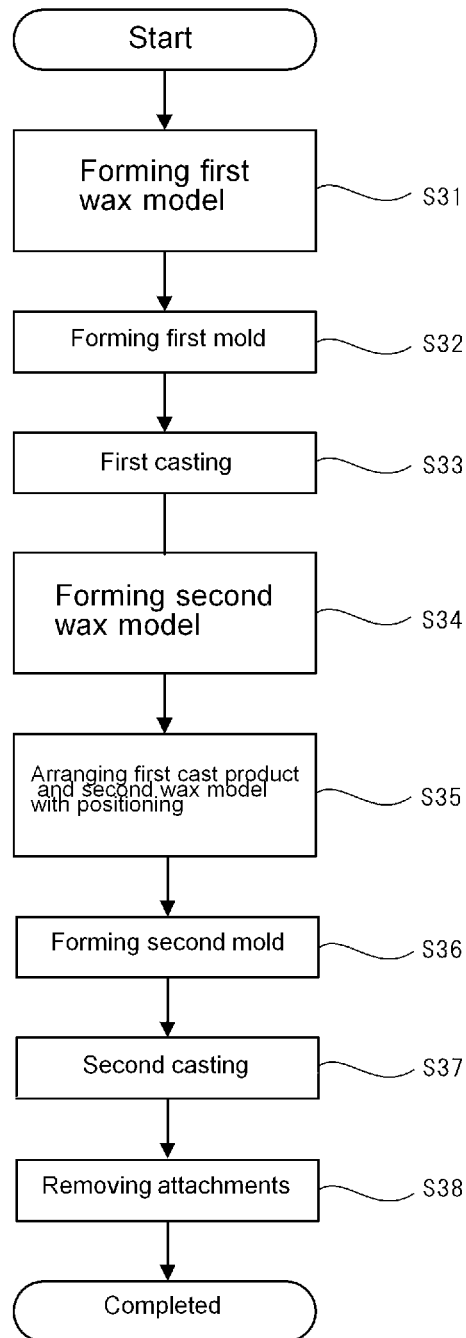 Start
Forming first
wax model
S31
Forming first mold
S32
First casting
S33
Forming second
wax model
S34
Arranging first cast product
and second wax model
with positioning
S35
Forming second mold
S36
Second casting
S37
Removing attachments
S38
Completed